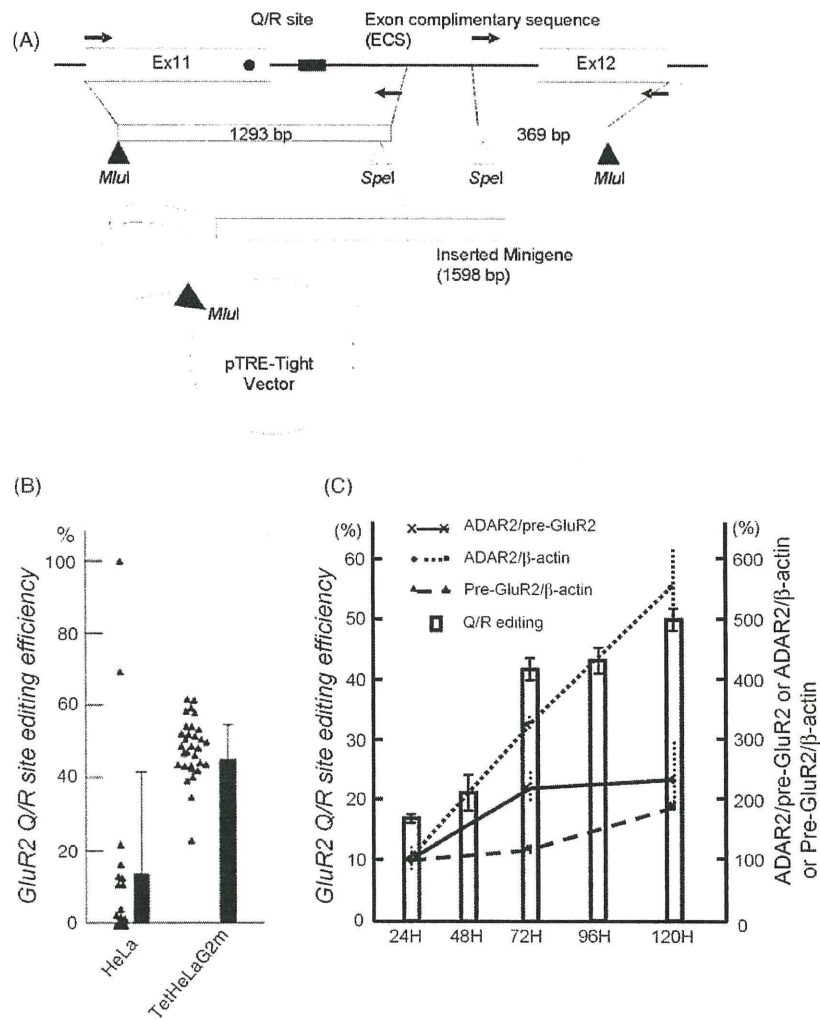 (A)
Q/R site
Exon complimentary sequence
(ECS)
Ex11
Ex12
1293 bp
369 bp
MluI
SpeI
SpeI
MluI
Inserted Minigene
(1598 bp)
MluI
pTRE-Tight
Vector
(B)
%
GluR2 Q/R site editing efficiency
100
80
60
40
20
0
HeLa
TetHeLaG2m
(C)
(%)
(%)
ADAR2/pre-GluR2
ADAR2/β-actin
Pre-GluR2/β-actin
Q/R editing
GluR2 Q/R site editing efficiency
60
50
40
30
20
10
0
600
500
400
300
200
100
0
24H
48H
72H
96H
120H
ADAR2/pre-GluR2 or ADAR2/β-actin
or Pre-GluR2/β-actin